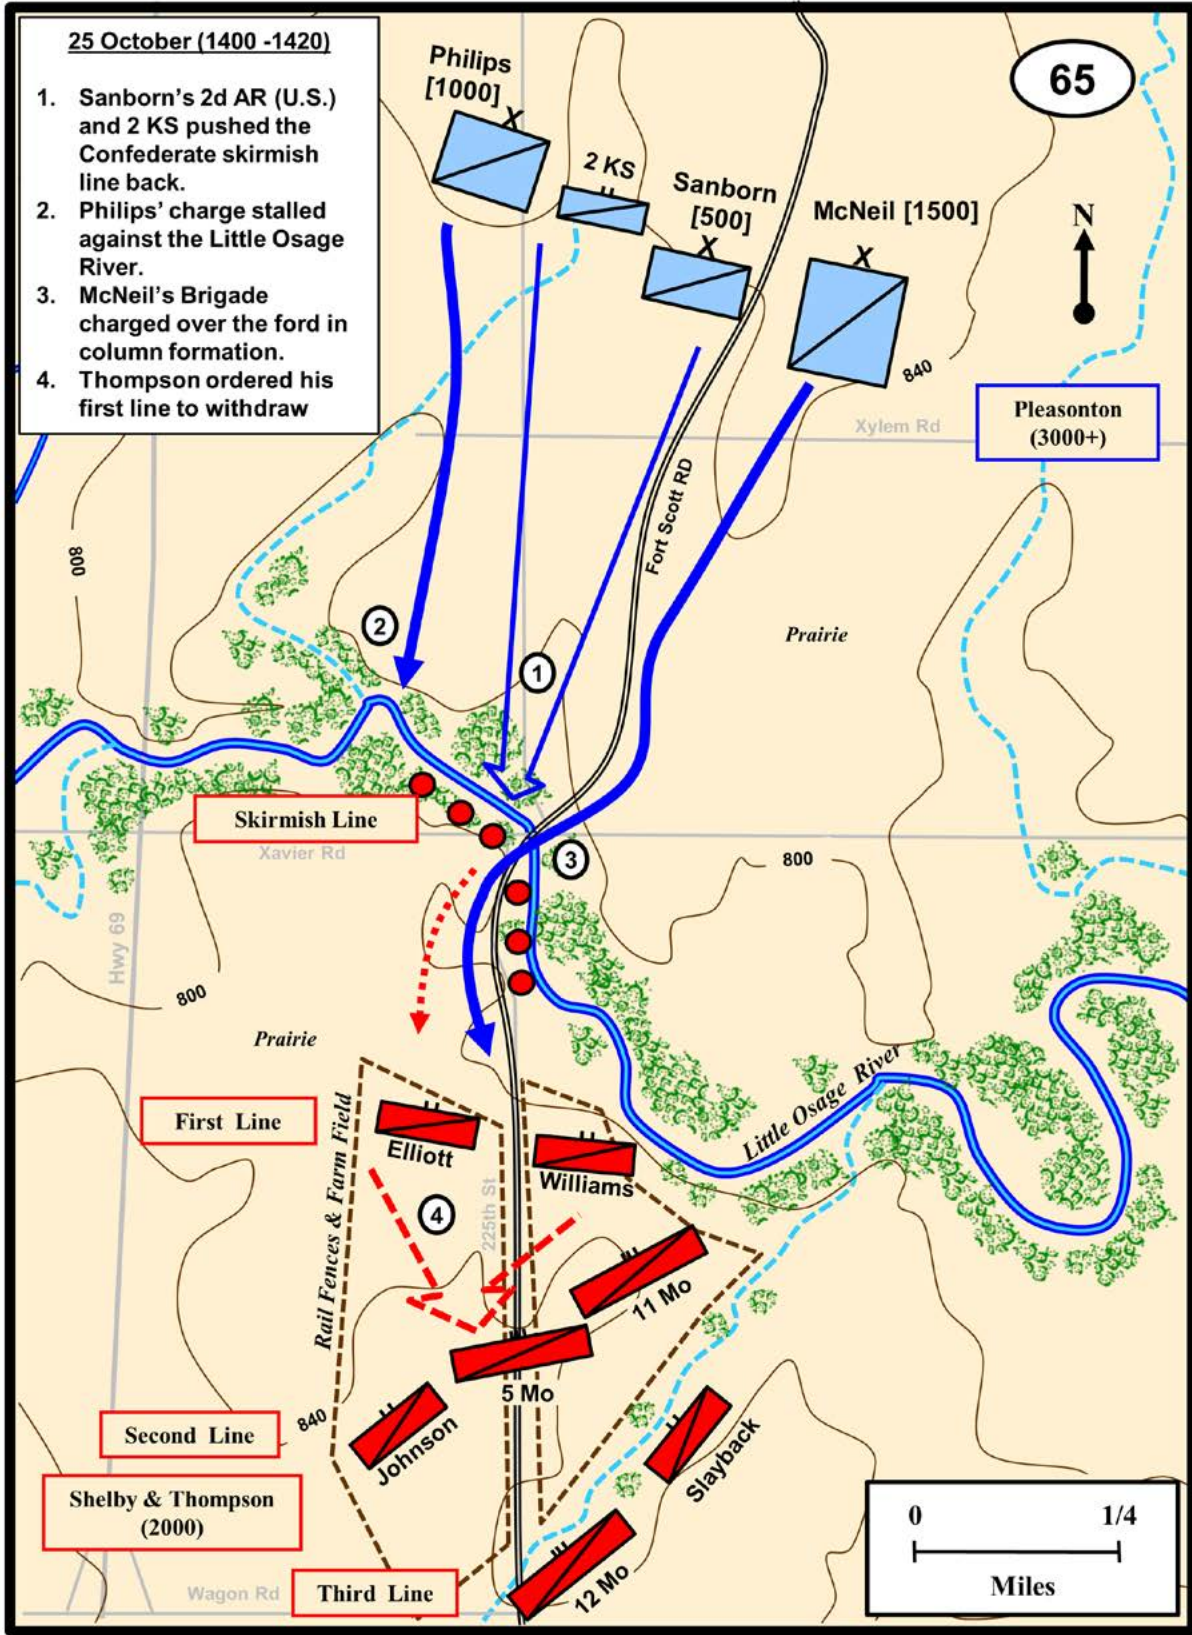 25 October (1400 -1420)
1. Sanborn's 2d AR (U.S.)
and 2 KS pushed the
Confederate skirmish
line back.
2. Philips' charge stalled
against the Little Osage
River.
3. McNeil's Brigade
charged over the ford in
column formation.
4. Thompson ordered his
first line to withdraw
Philips
[1000]
X
2 KS
Sanborn
[500]
X
McNeil [1500]
X
65
N
840
Pleasonton
(3000+)
Xylem Rd
Fort Scott RD
800
2
1
Prairie
Skirmish Line
Xavier Rd
3
800
Hwy 69
800
Prairie
First Line
Rail Fences & Farm Field
Elliott
Williams
Little Osage River
225th St
4
11 Mo
5 Mo
Second Line
840
Johnson
Slayback
Shelby & Thompson
(2000)
0 1/4
Miles
Wagon Rd
Third Line
12 Mo